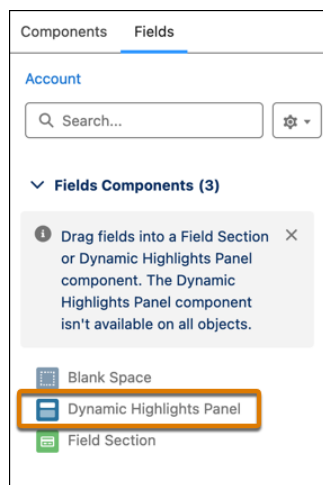 Components Fields
Account
Search...
Fields Components (3)
Drag fields into a Field Section
or Dynamic Highlights Panel
component. The Dynamic
Highlights Panel component
isn't available on all objects.
Blank Space
Dynamic Highlights Panel
Field Section